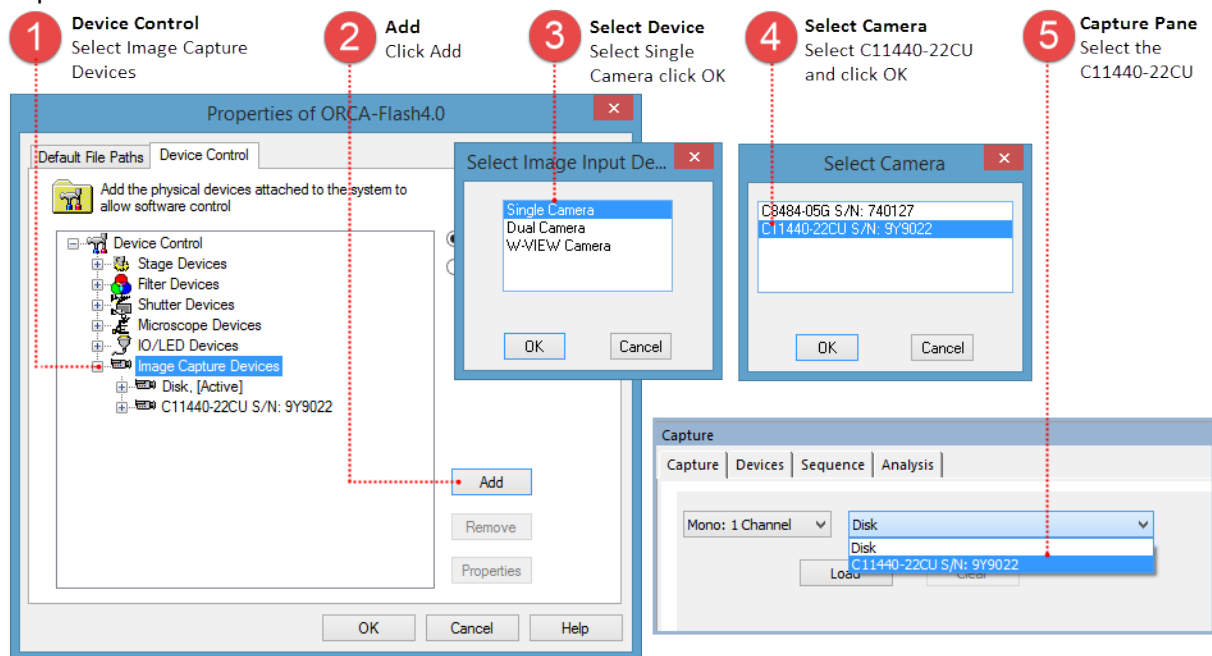 1
Device Control
Select Image Capture
Devices
2
Add
Click Add
3
Select Device
Select Single
Camera click OK
4
Select Camera
Select C11440-22CU
and click OK
5
Capture Pane
Select the
C11440-22CU
Properties of ORCA-Flash4.0
Default File Paths
Device Control
Add the physical devices attached to the system to
allow software control
Device Control
Stage Devices
Filter Devices
Shutter Devices
Microscope Devices
IO/LED Devices
Image Capture Devices
Disk, [Active]
C11440-22CU S/N: 9Y9022
Add
Remove
Properties
OK
Cancel
Help
Select Image Input De...
Single Camera
Dual Camera
W-VIEW Camera
OK
Cancel
Select Camera
C8484-05G S/N: 740127
C11440-22CU S/N: 9Y9022
OK
Cancel
Capture
Capture
Devices
Sequence
Analysis
Mono: 1 Channel
Disk
Disk
C11440-22CU S/N: 9Y9022
Load
Clear